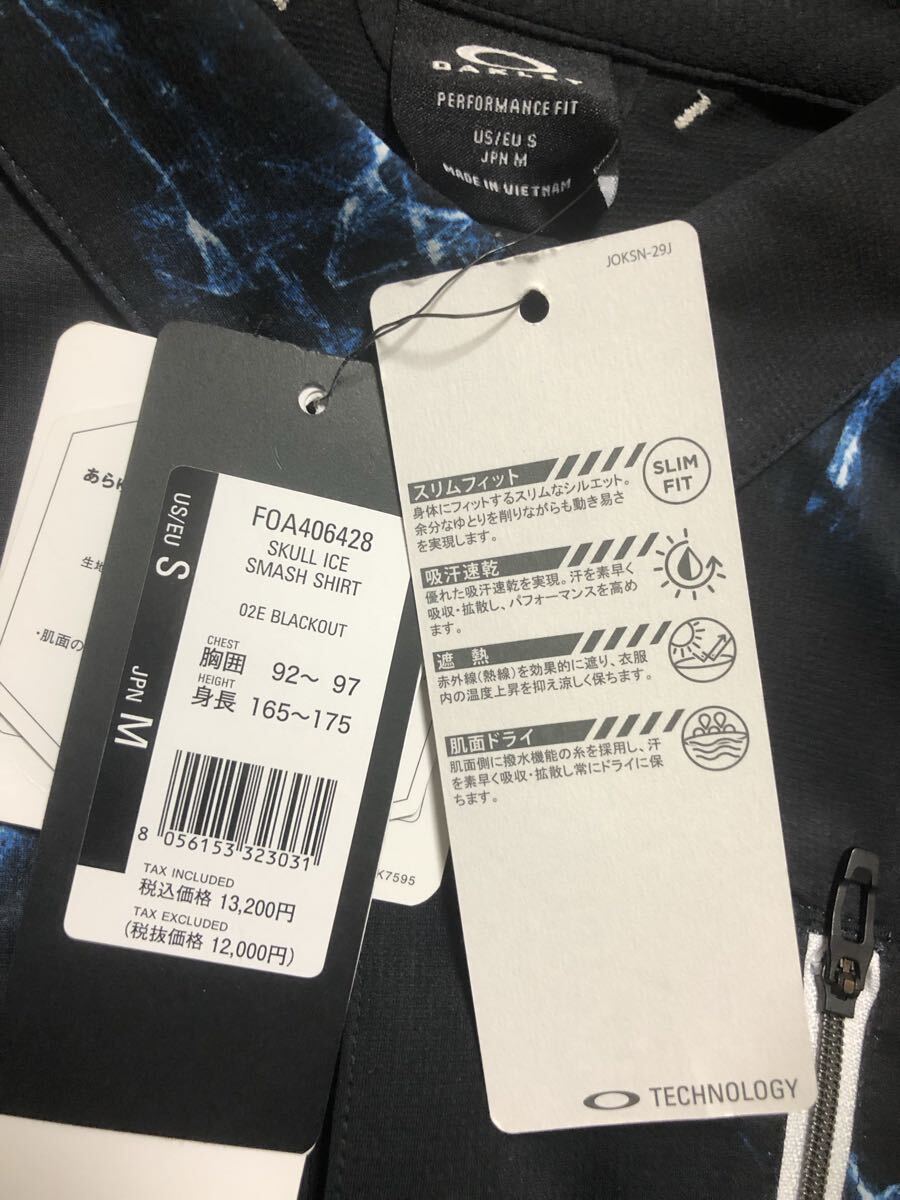 OAKLEY
PERFORMANCE FIT
US/EU S
JPN M
MADE IN VIETNAM
JOKSN-29J
スリムフィット
身体にフィットするスリムなシルエット。
余分なゆとりを削りながらも動き易さ
を実現します。
SLIM
FIT
吸汗速乾
優れた吸汗速乾を実現。汗を素早く
吸収・拡散し、パフォーマンスを高め
ます。
遮 熱
赤外線(熱線)を効果的に遮り、衣服
内の温度上昇を抑え涼しく保ちます。
肌面ドライ
肌面側に撥水機能の糸を採用し、汗
を素早く吸収・拡散し常にドライに保
ちます。
TECHNOLOGY
US/EU S
JPN M
FOA406428
SKULL ICE
SMASH SHIRT
02E BLACKOUT
CHEST
胸囲 92～97
HEIGHT
身長 165～175
8 056153 323031
TAX INCLUDED
税込価格 13,200円
TAX EXCLUDED
(税抜価格 12,000円)
あらゆ
生地
・肌面の
K7595